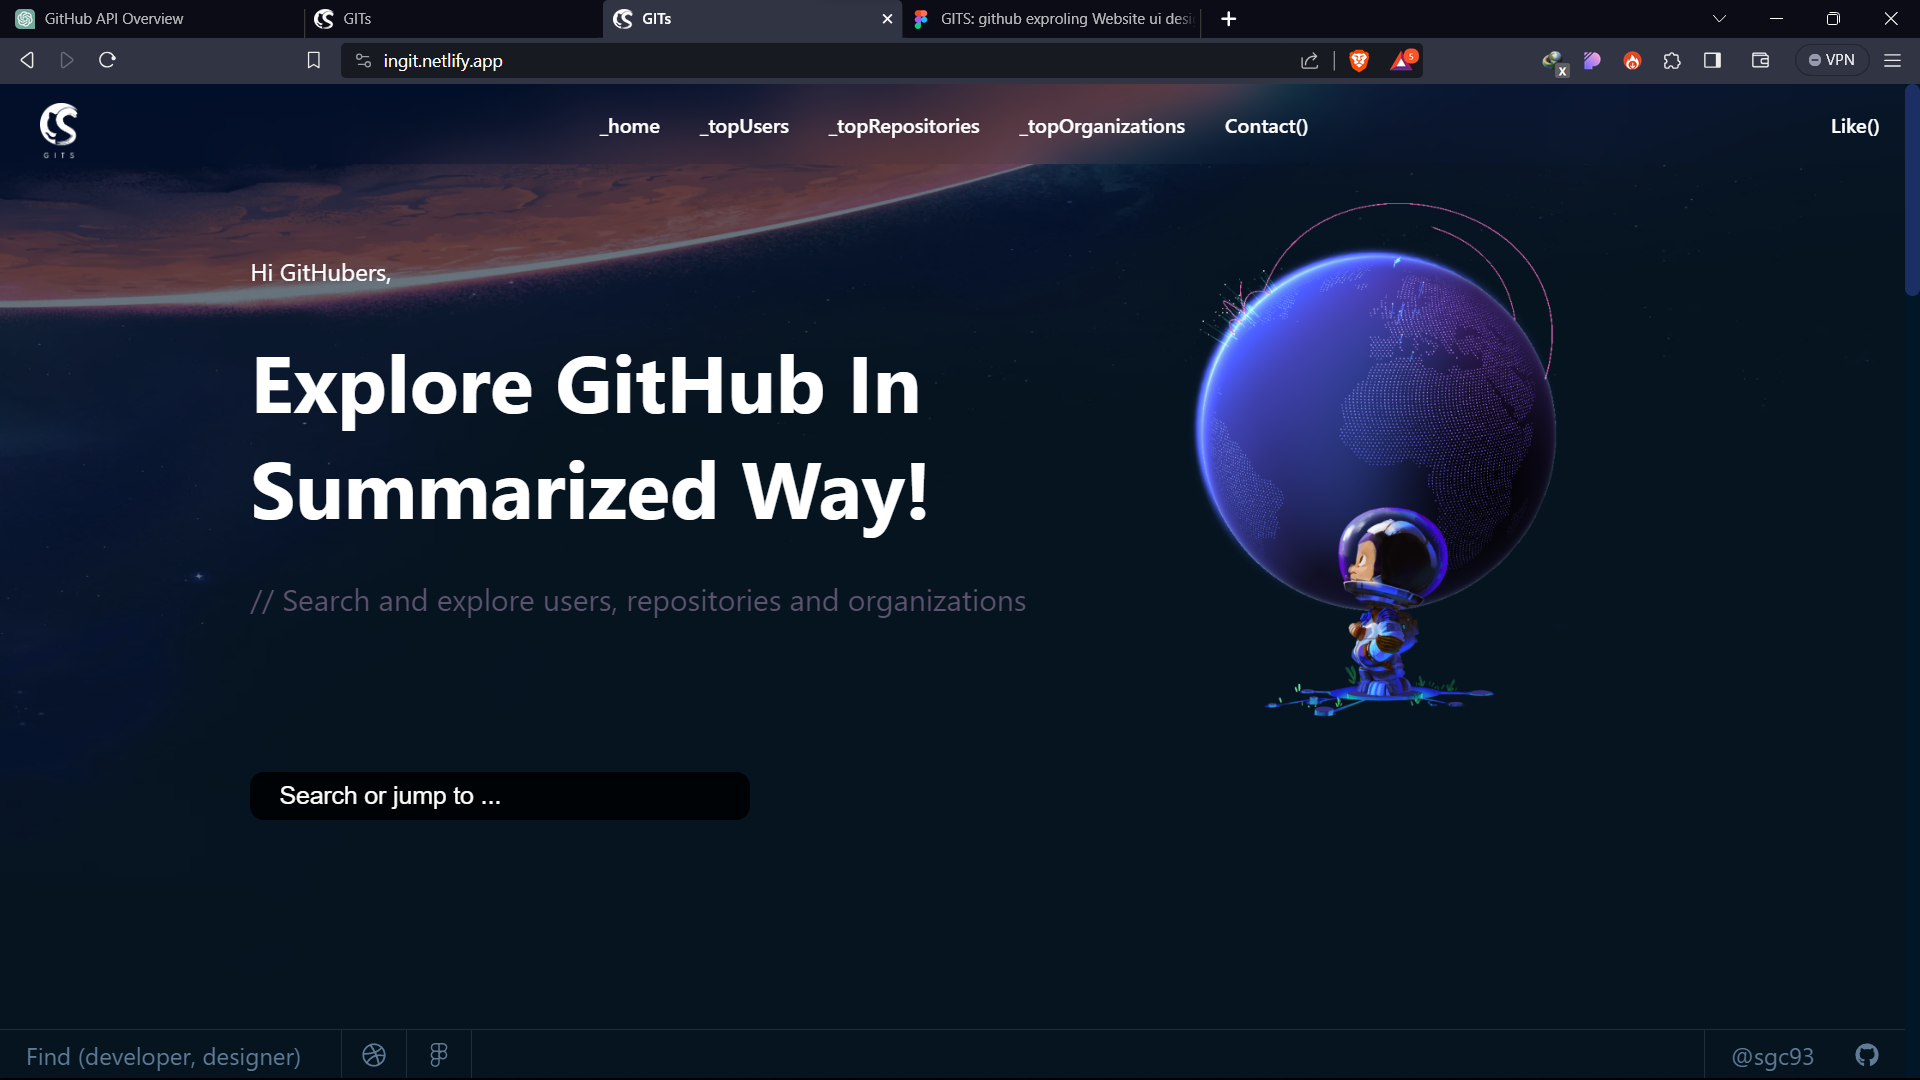 GitHub API Overview
GITs
GITs
GITS: github exproling Website ui desi
ingit.netlify.app
5
x
VPN
GITS
_home
_topUsers
_topRepositories
_topOrganizations
Contact()
Like()
Hi GitHubers,
Explore GitHub In
Summarized Way!
// Search and explore users, repositories and organizations
Search or jump to ...
Find (developer, designer)
@sgc93